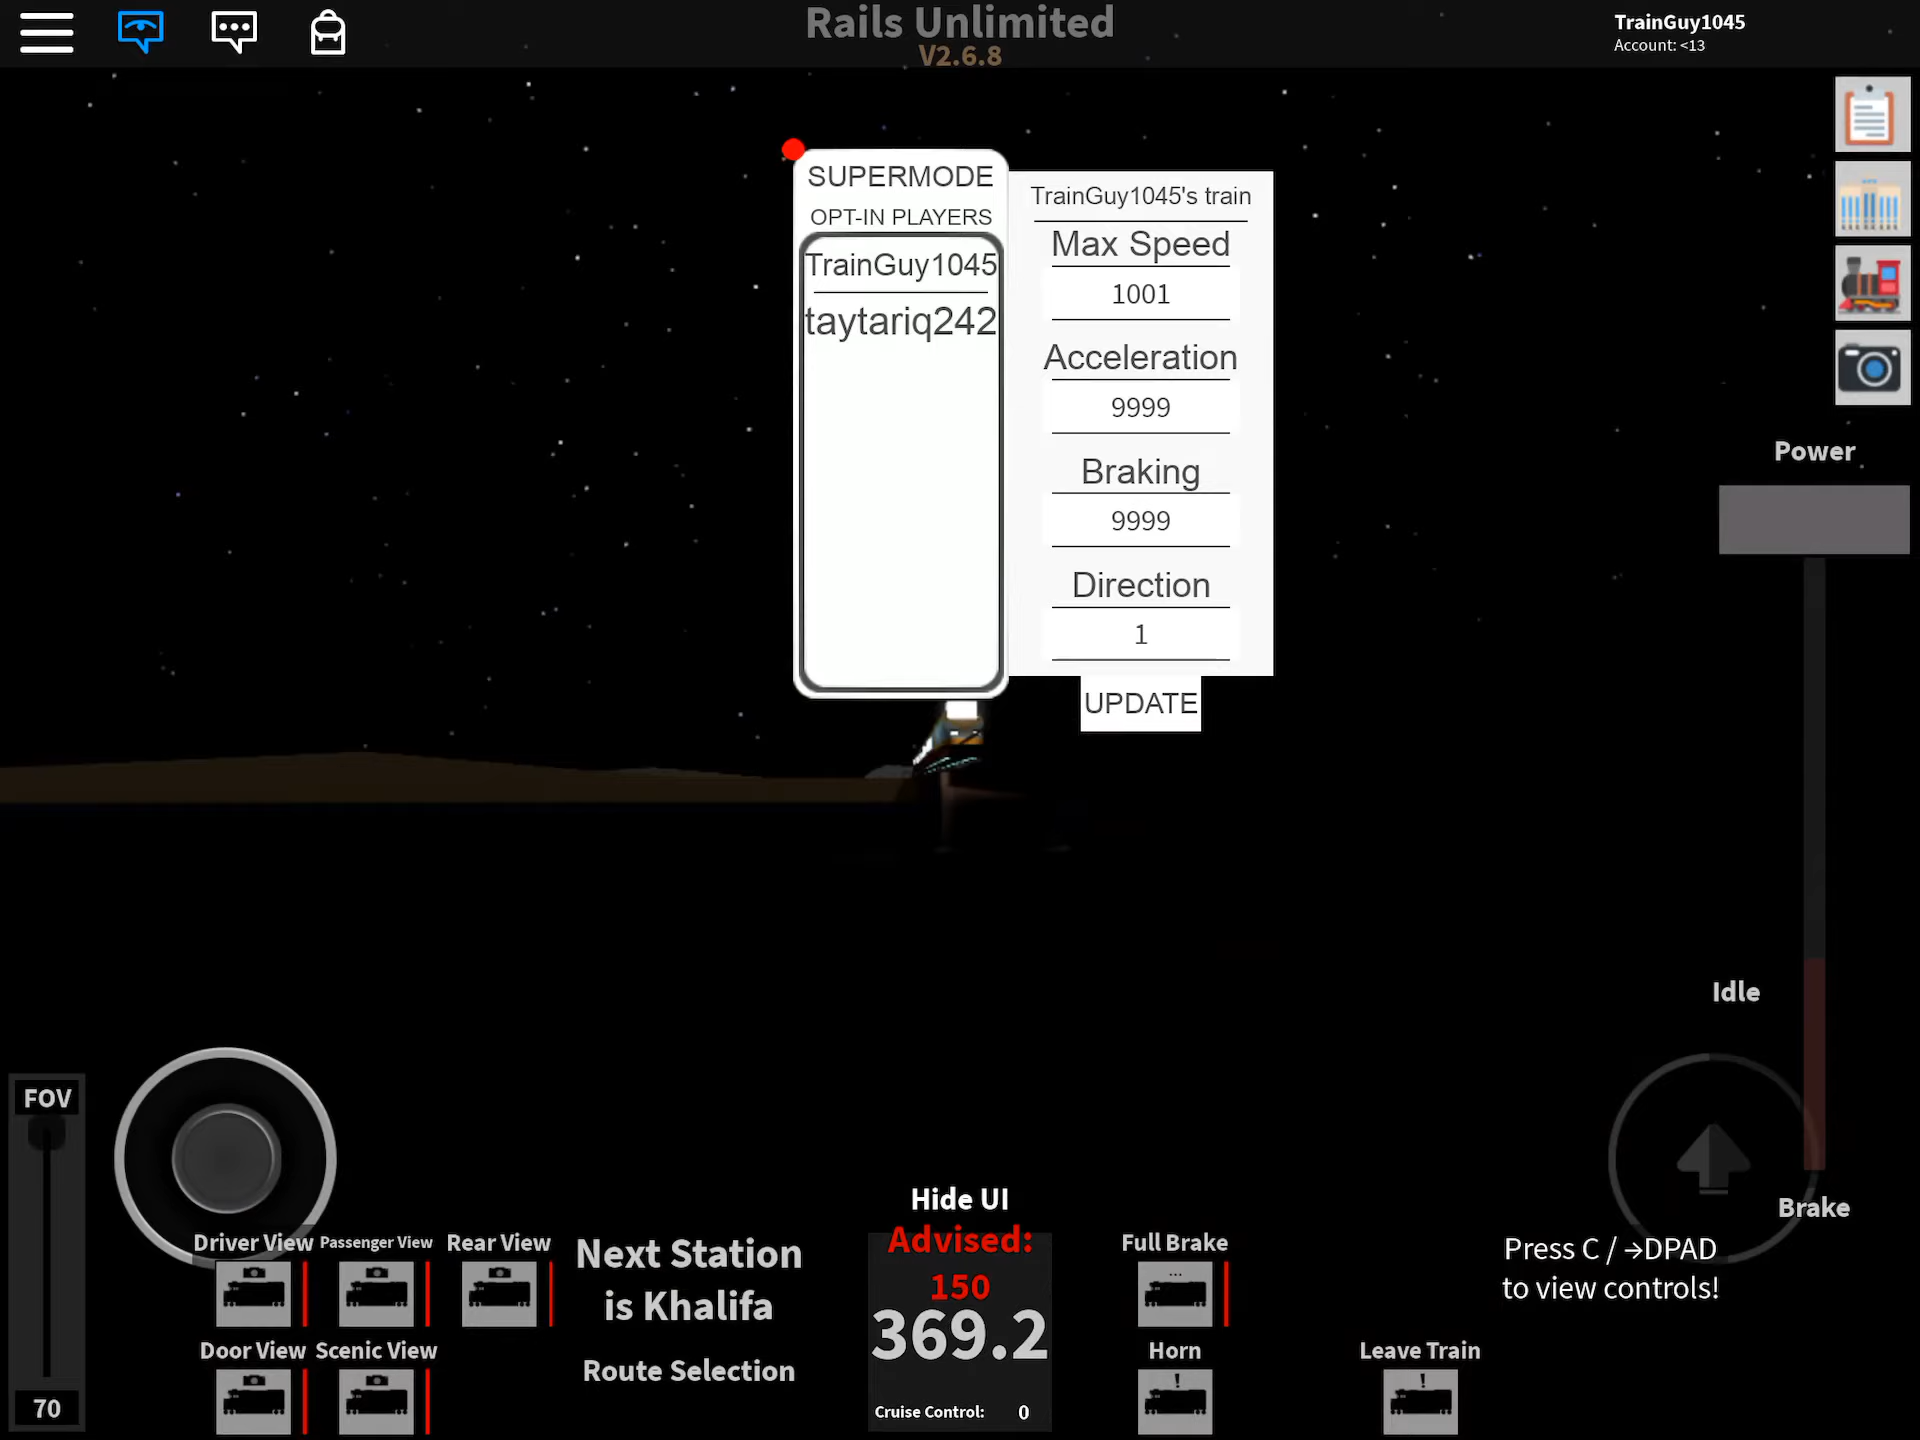 Rails Unlimited
V2.6.8
TrainGuy1045
Account: <13
SUPERMODE
OPT-IN PLAYERS
TrainGuy1045
taytariq242
TrainGuy1045's train
Max Speed
1001
Acceleration
9999
Braking
9999
Direction
1
UPDATE
Power
Idle
Brake
FOV
70
Driver View
Passenger View
Rear View
Door View
Scenic View
Next Station
is Khalifa
Route Selection
Hide UI
Advised:
150
369.2
Cruise Control: 0
Full Brake
Horn
Leave Train
Press C / →DPAD
to view controls!